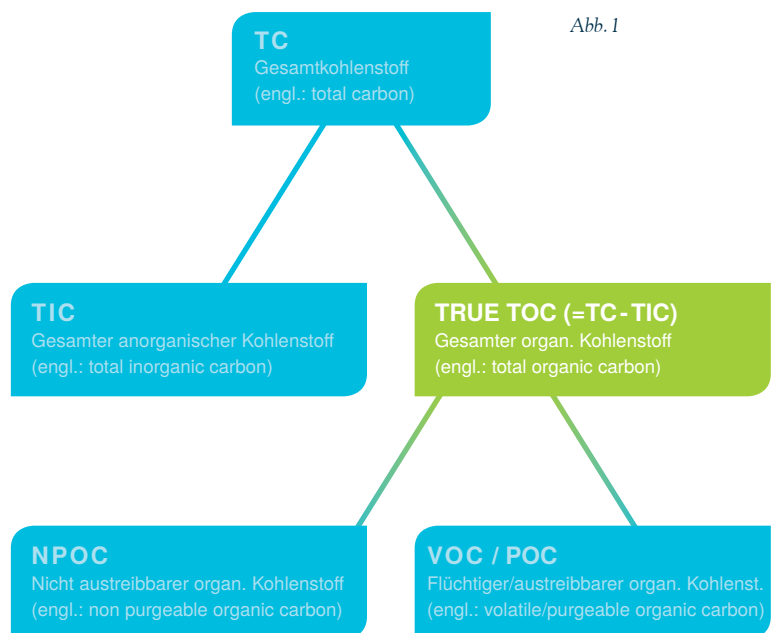 Abb. 1
TC
Gesamtkohlenstoff
(engl.: total carbon)
TIC
Gesamter anorganischer Kohlenstoff
(engl.: total inorganic carbon)
TRUE TOC (=TC-TIC)
Gesamter organ. Kohlenstoff
(engl.: total organic carbon)
NPOC
Nicht austreibbarer organ. Kohlenstoff
(engl.: non purgeable organic carbon)
VOC / POC
Flüchtiger/austreibbarer organ. Kohlenst.
(engl.: volatile/purgeable organic carbon)